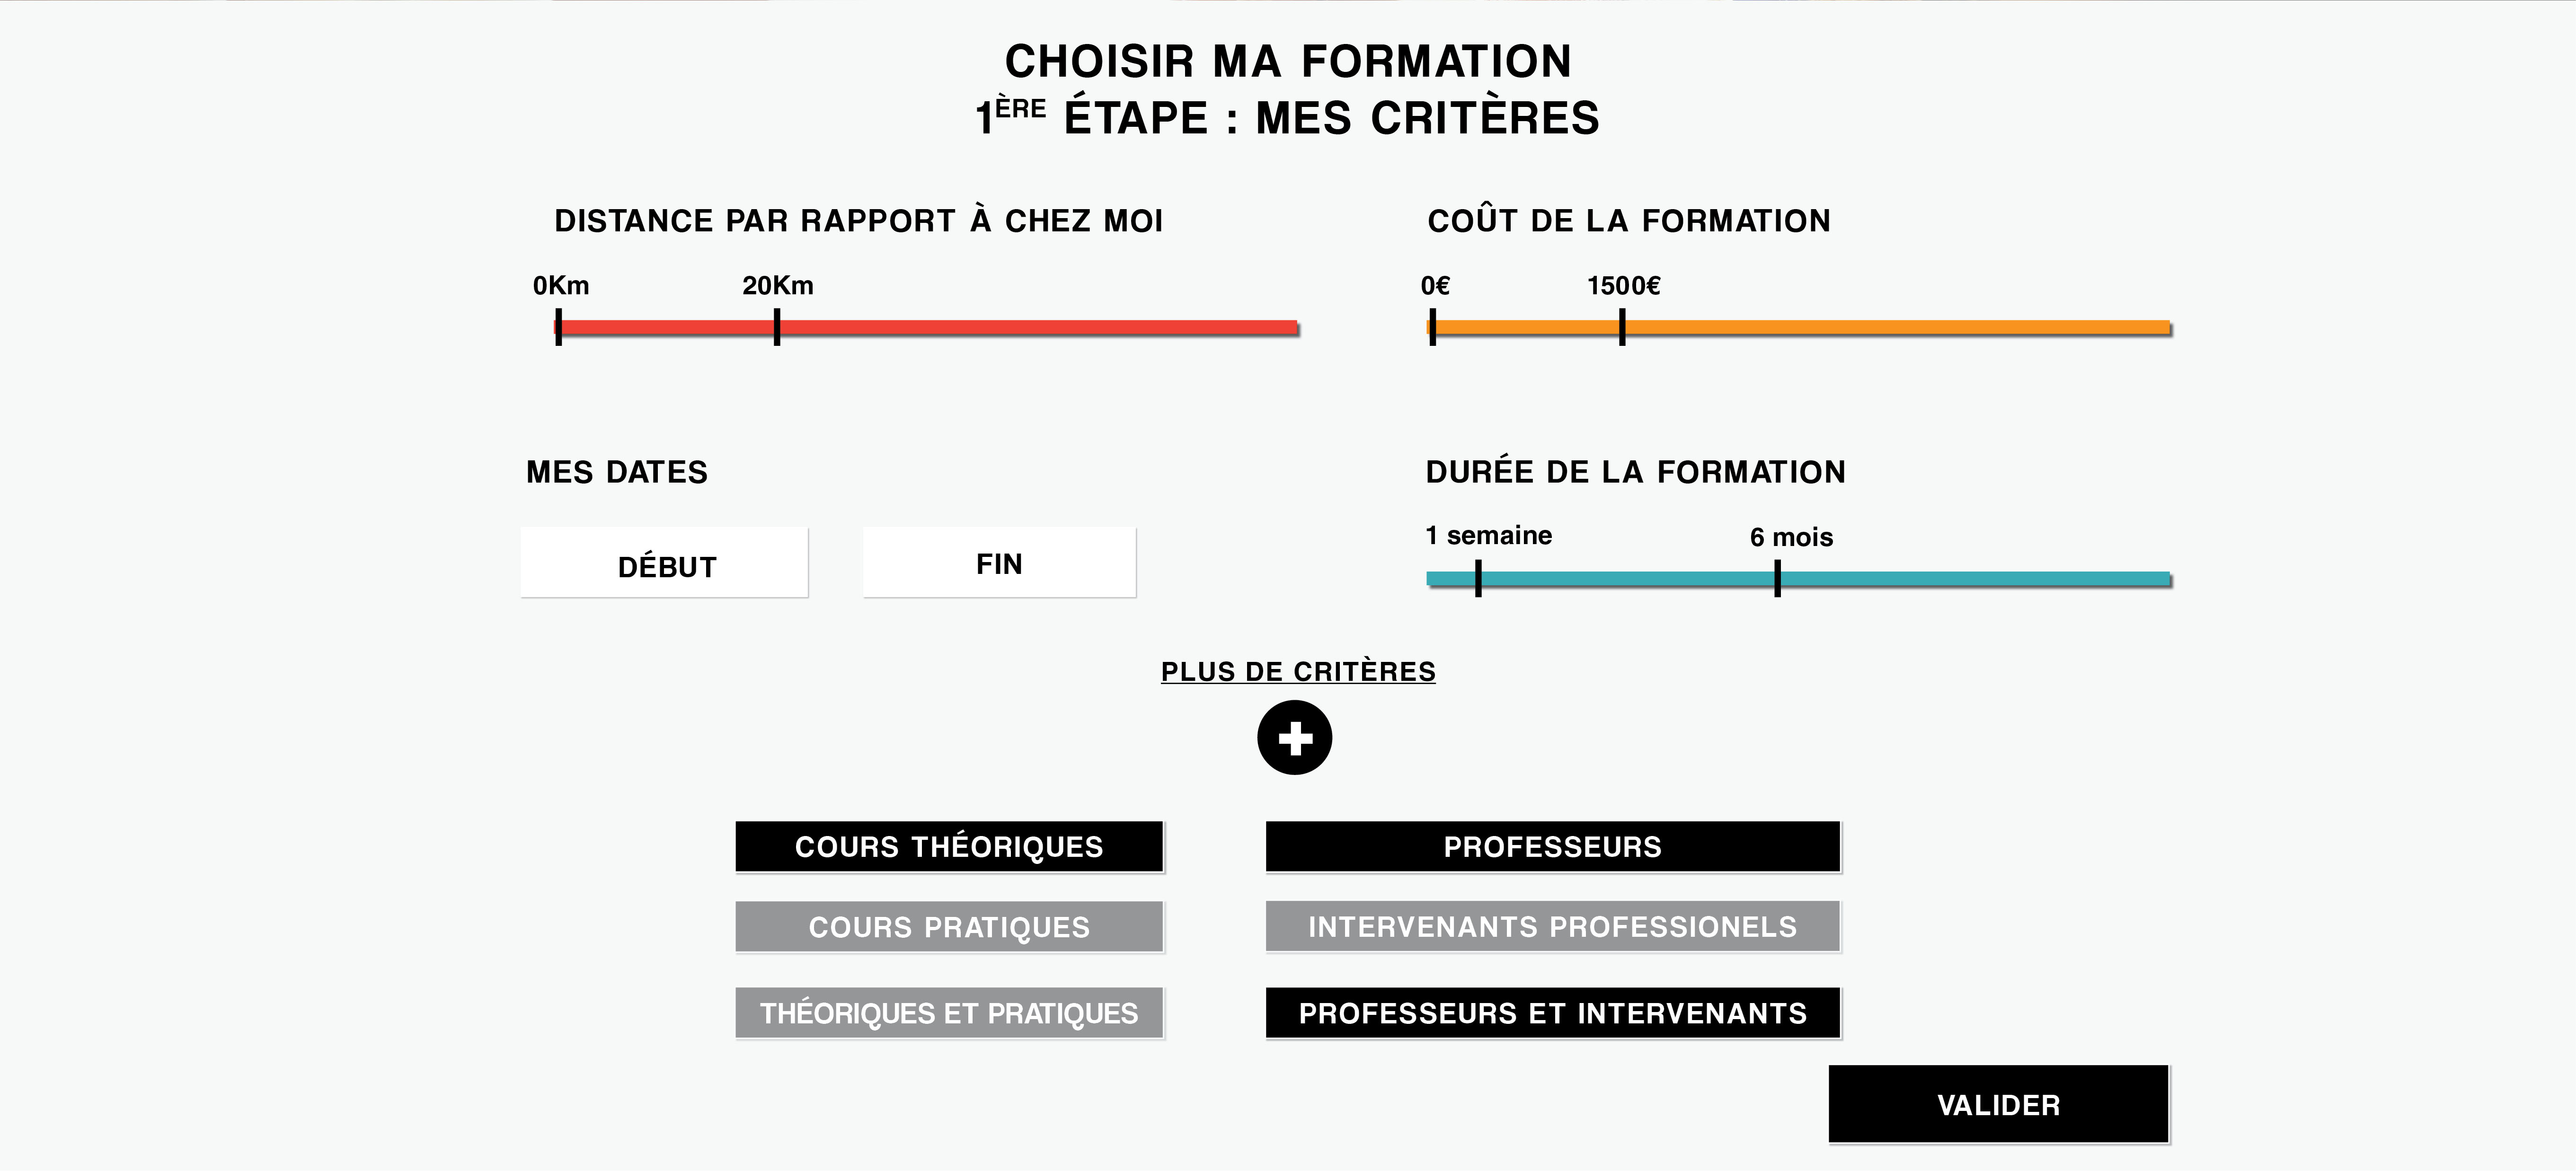 CHOISIR MA FORMATION
1ÈRE ÉTAPE : MES CRITÈRES
DISTANCE PAR RAPPORT À CHEZ MOI
0Km 20Km
COÛT DE LA FORMATION
0€ 1500€
MES DATES
DÉBUT FIN
DURÉE DE LA FORMATION
1 semaine 6 mois
PLUS DE CRITÈRES
COURS THÉORIQUES
COURS PRATIQUES
THÉORIQUES ET PRATIQUES
PROFESSEURS
INTERVENANTS PROFESSIONELS
PROFESSEURS ET INTERVENANTS
VALIDER